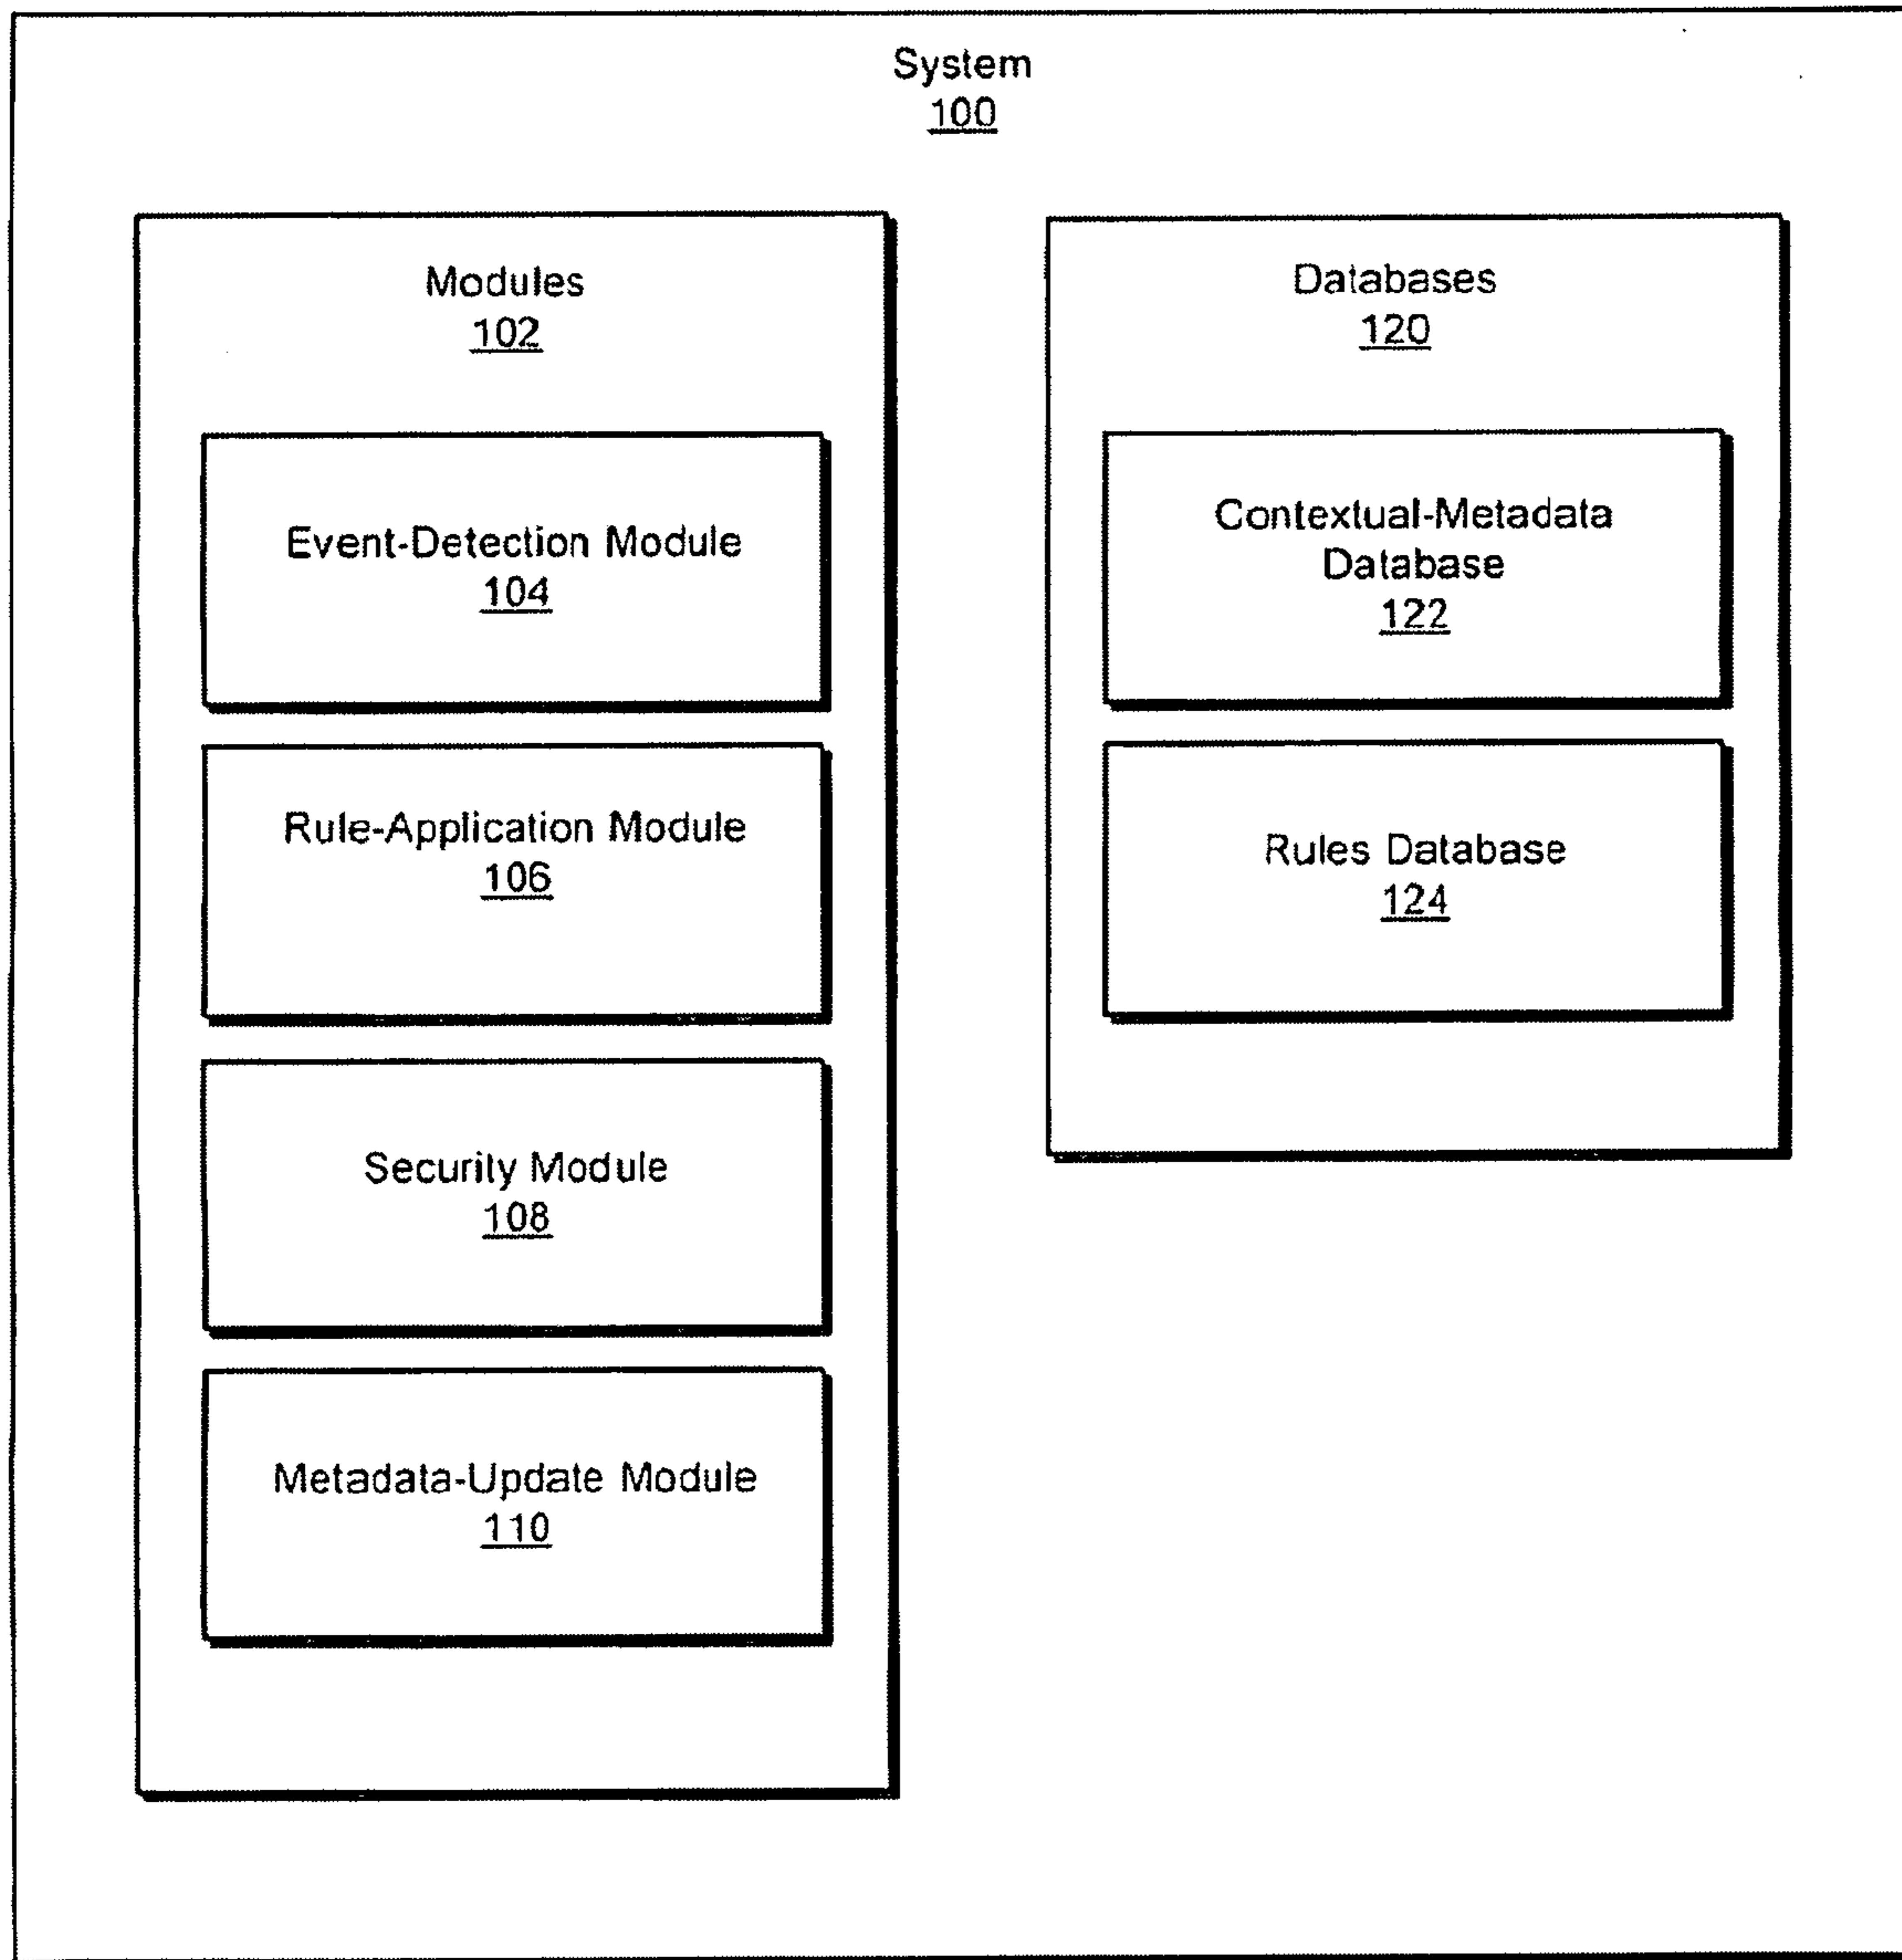 System
100
Modules
102
Event-Detection Module
104
Rule-Application Module
106
Security Module
108
Metadata-Update Module
110
Databases
120
Contextual-Metadata
Database
122
Rules Database
124